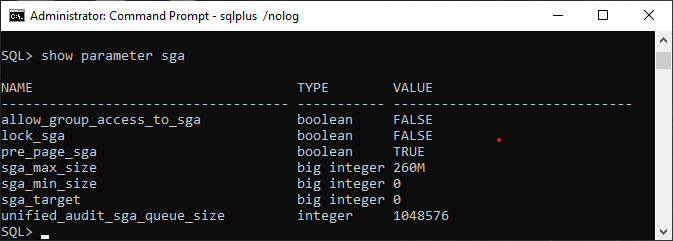 Administrator: Command Prompt - sqlplus /nolog
SQL> show parameter sga
NAME                                 TYPE        VALUE
------------------------------------ ----------- ------------------------------
allow_group_access_to_sga            boolean     FALSE
lock_sga                             boolean     FALSE
pre_page_sga                         boolean     TRUE
sga_max_size                         big integer 260M
sga_min_size                         big integer 0
sga_target                           big integer 0
unified_audit_sga_queue_size         integer     1048576
SQL>